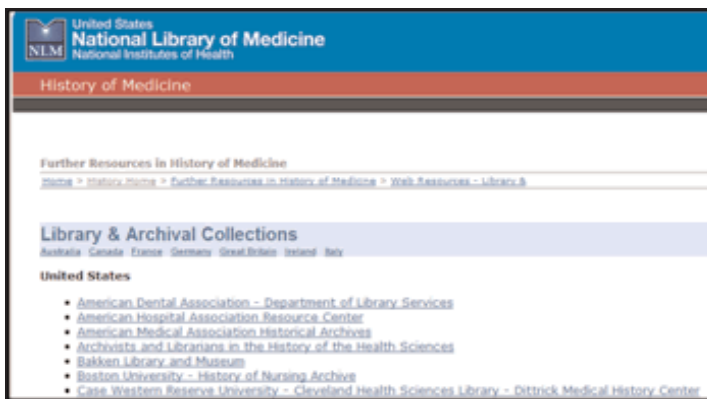 United States
National Library of Medicine
NLM National Institutes of Health
History of Medicine
Further Resources in History of Medicine
Home > History Home > Further Resources in History of Medicine > Web Resources - Library &
Library & Archival Collections
Australia Canada France Germany Great Britain Ireland Italy
United States
• American Dental Association - Department of Library Services
• American Hospital Association Resource Center
• American Medical Association Historical Archives
• Archivists and Librarians in the History of the Health Sciences
• Bakken Library and Museum
• Boston University - History of Nursing Archive
• Case Western Reserve University - Cleveland Health Sciences Library - Dittrick Medical History Center